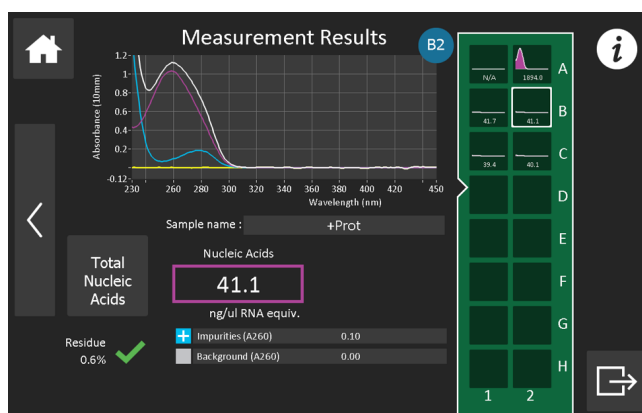 Measurement Results
B2
i
1.2
1
0.8
0.6
0.4
0.2
-0.12
Absorbance (10mm)
230 260 280 300 320 340 360 380 400 420 450
Wavelength (nm)
Sample name : +Prot
Total
Nucleic
Acids
Nucleic Acids
41.1
ng/ul RNA equiv.
Residue
0.6%
Impurities (A260) 0.10
Background (A260) 0.00
N/A 1894.0 A
41.7 41.1 B
39.4 40.1 C
D
E
F
G
H
1 2